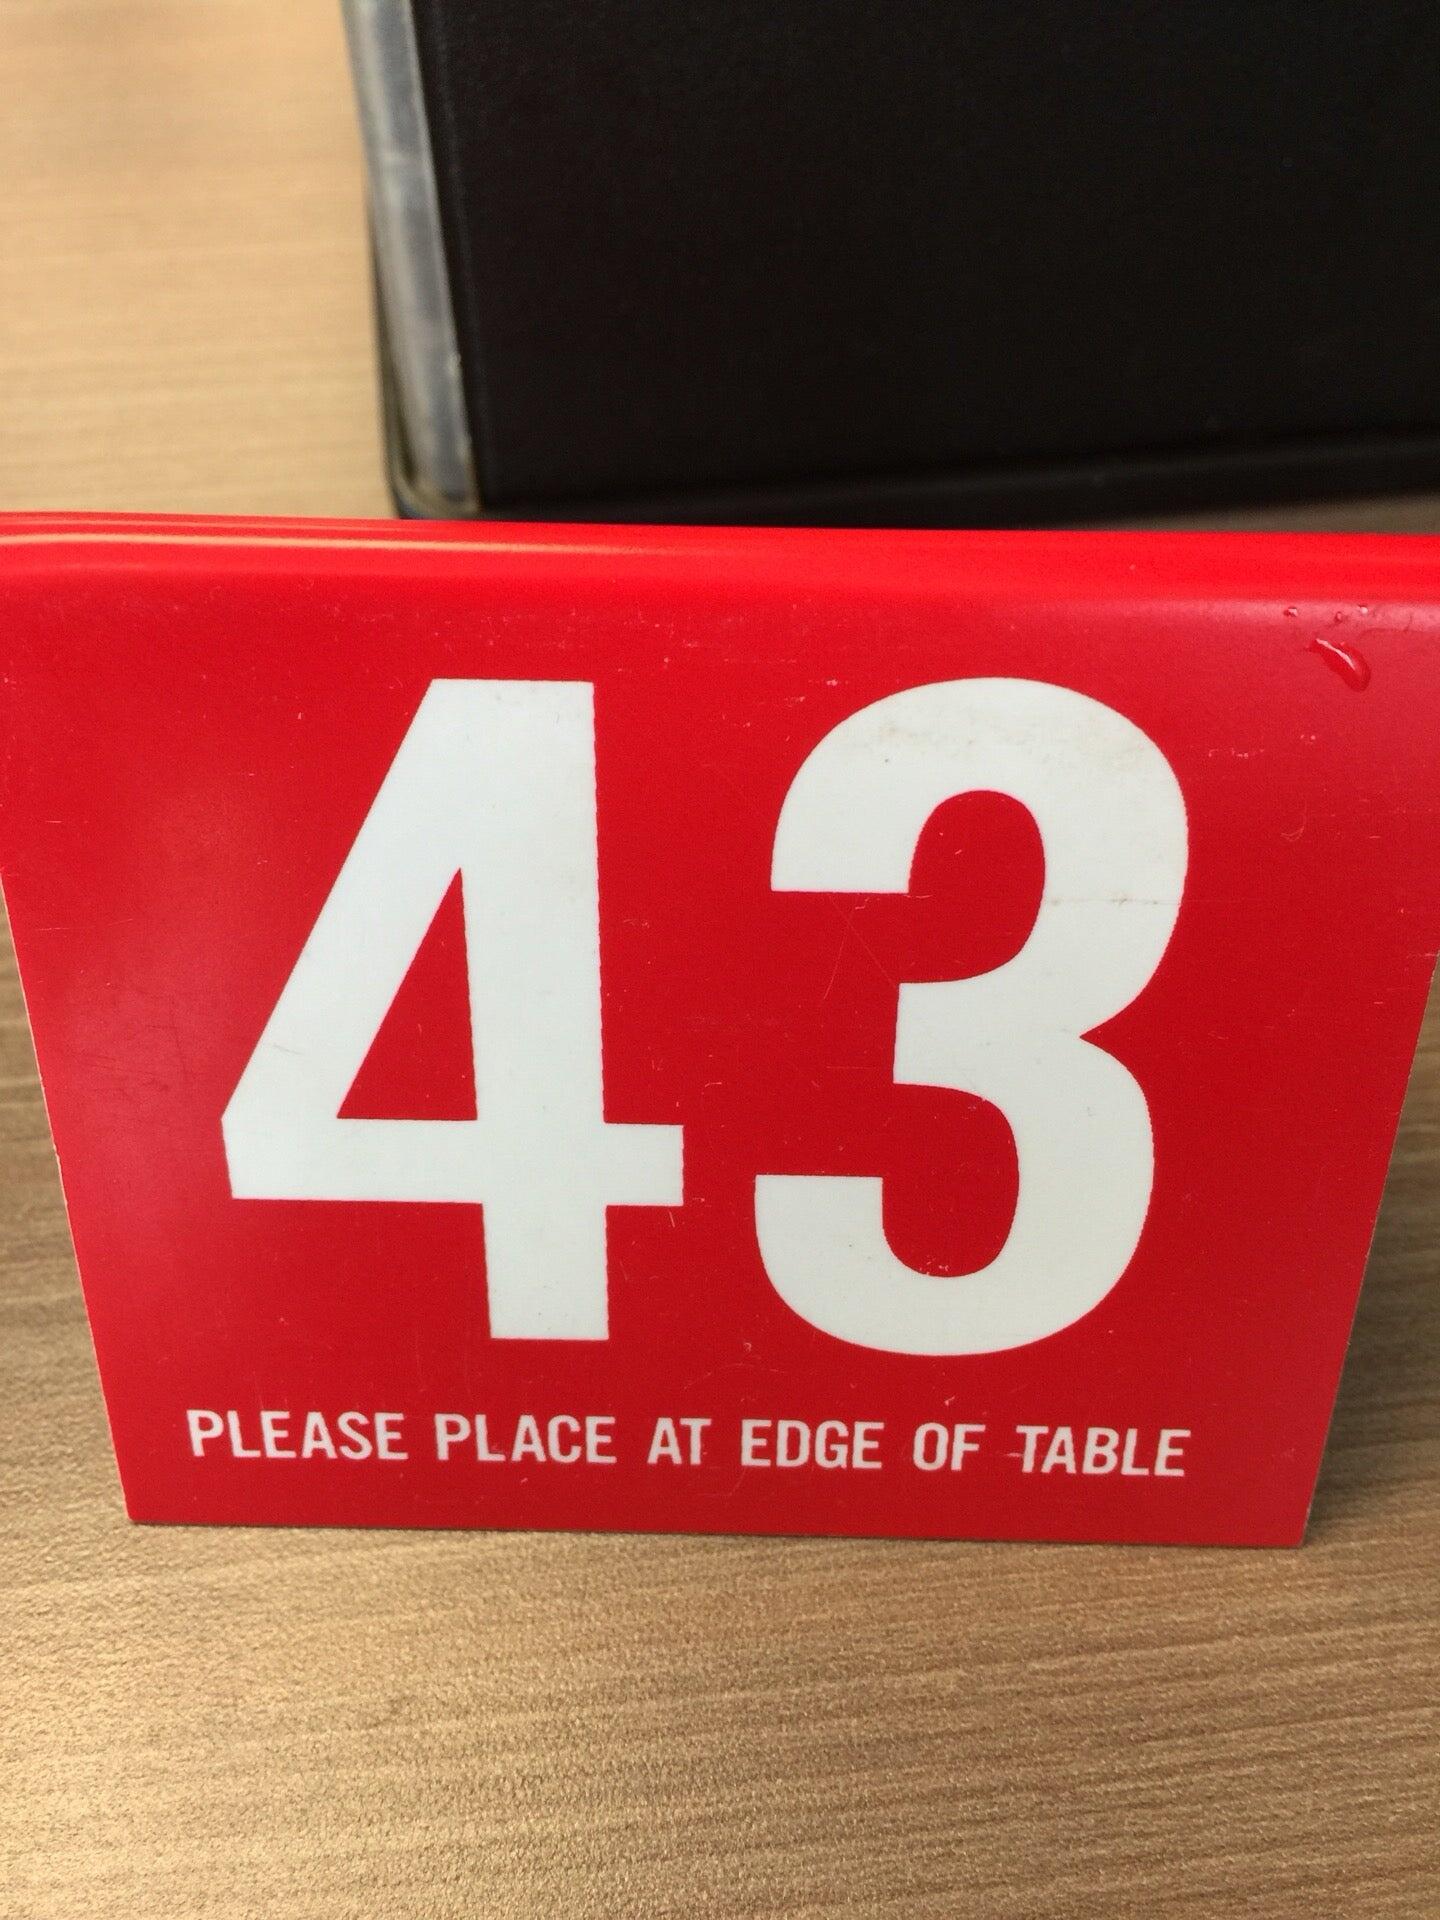 43
PLEASE PLACE AT EDGE OF TABLE